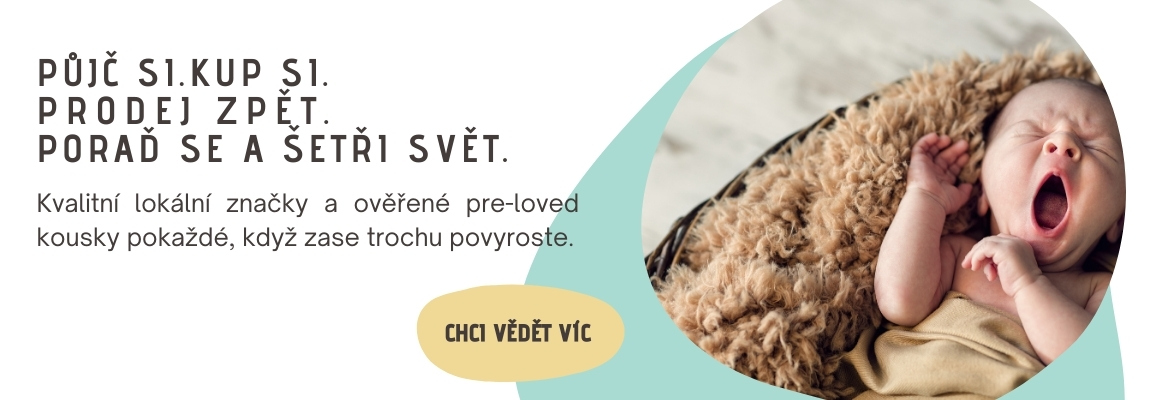 PŮJČ SI.KUP SI.
PRODEJ ZPĚT.
PORAĎ SE A ŠETŘI SVĚT.
Kvalitní lokální značky a ověřené pre-loved
kousky pokaždé, když zase trochu povyroste.
CHCI VĚDĚT VÍC